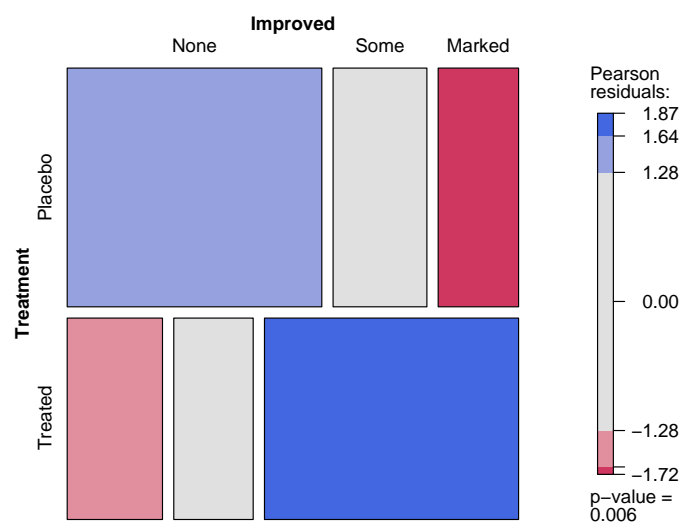 Improved
None Some Marked
Treatment
Placebo
Treated
Pearson
residuals:
1.87
1.64
1.28
0.00
−1.28
−1.72
p−value =
0.006